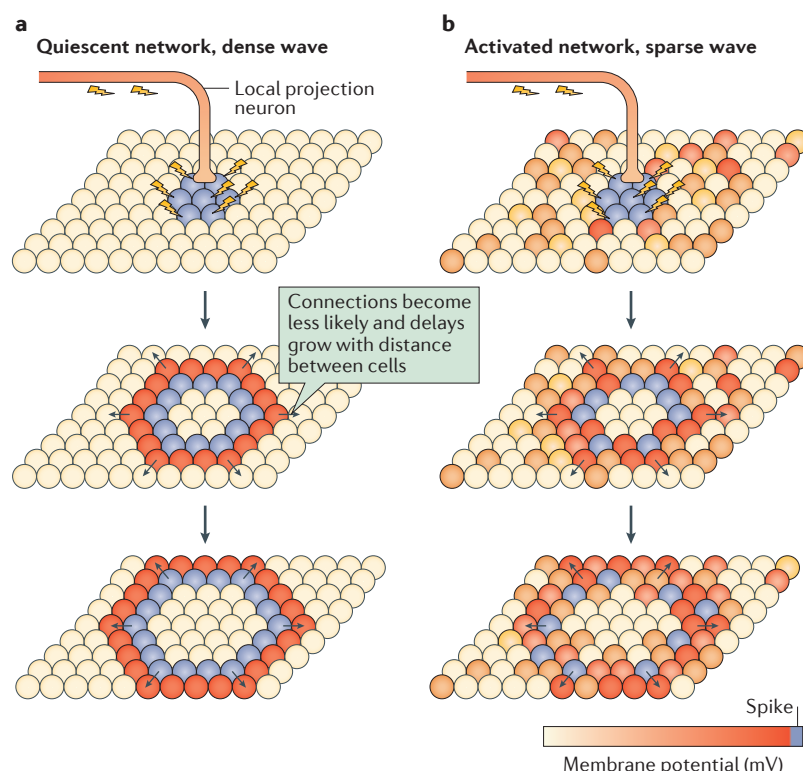 a
Quiescent network, dense wave
Local projection
neuron
b
Activated network, sparse wave
Connections become
less likely and delays
grow with distance
between cells
Spike
Membrane potential (mV)